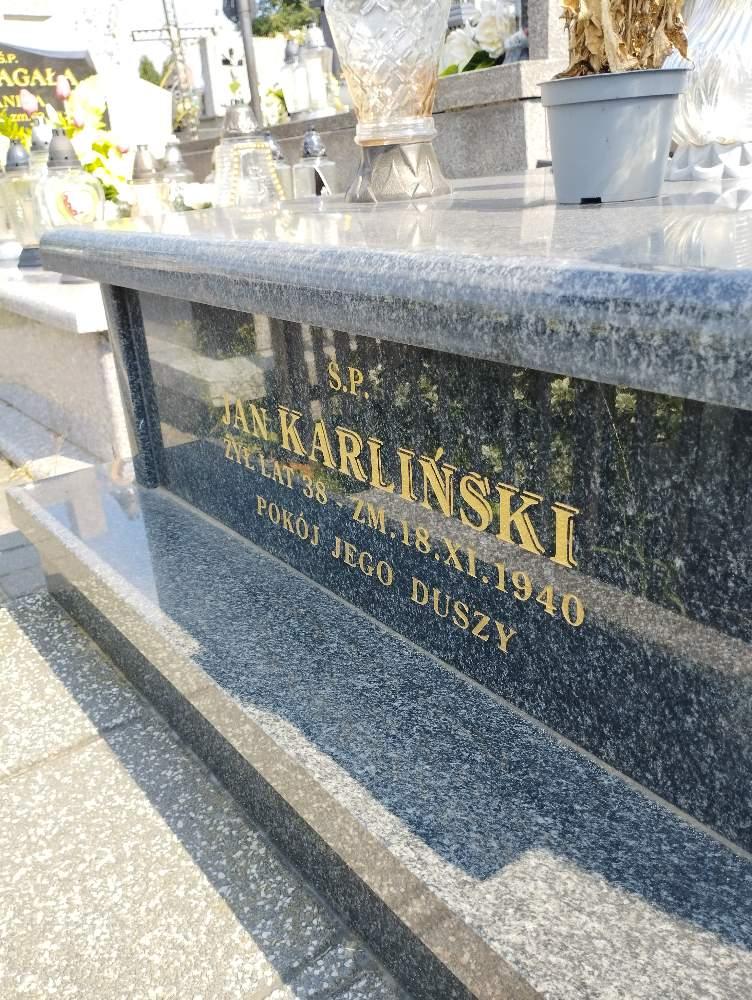 Ś.P.
JAN KARLIŃSKI
ŻYŁ LAT 38 - ZM.18.XI.1940
POKÓJ JEGO DUSZY
Ś.P.